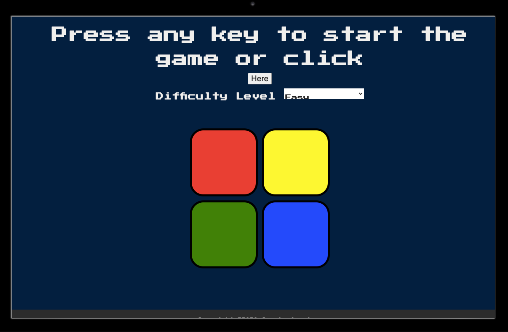 Press any key to start the
game or click
Here
Difficulty Level Easy